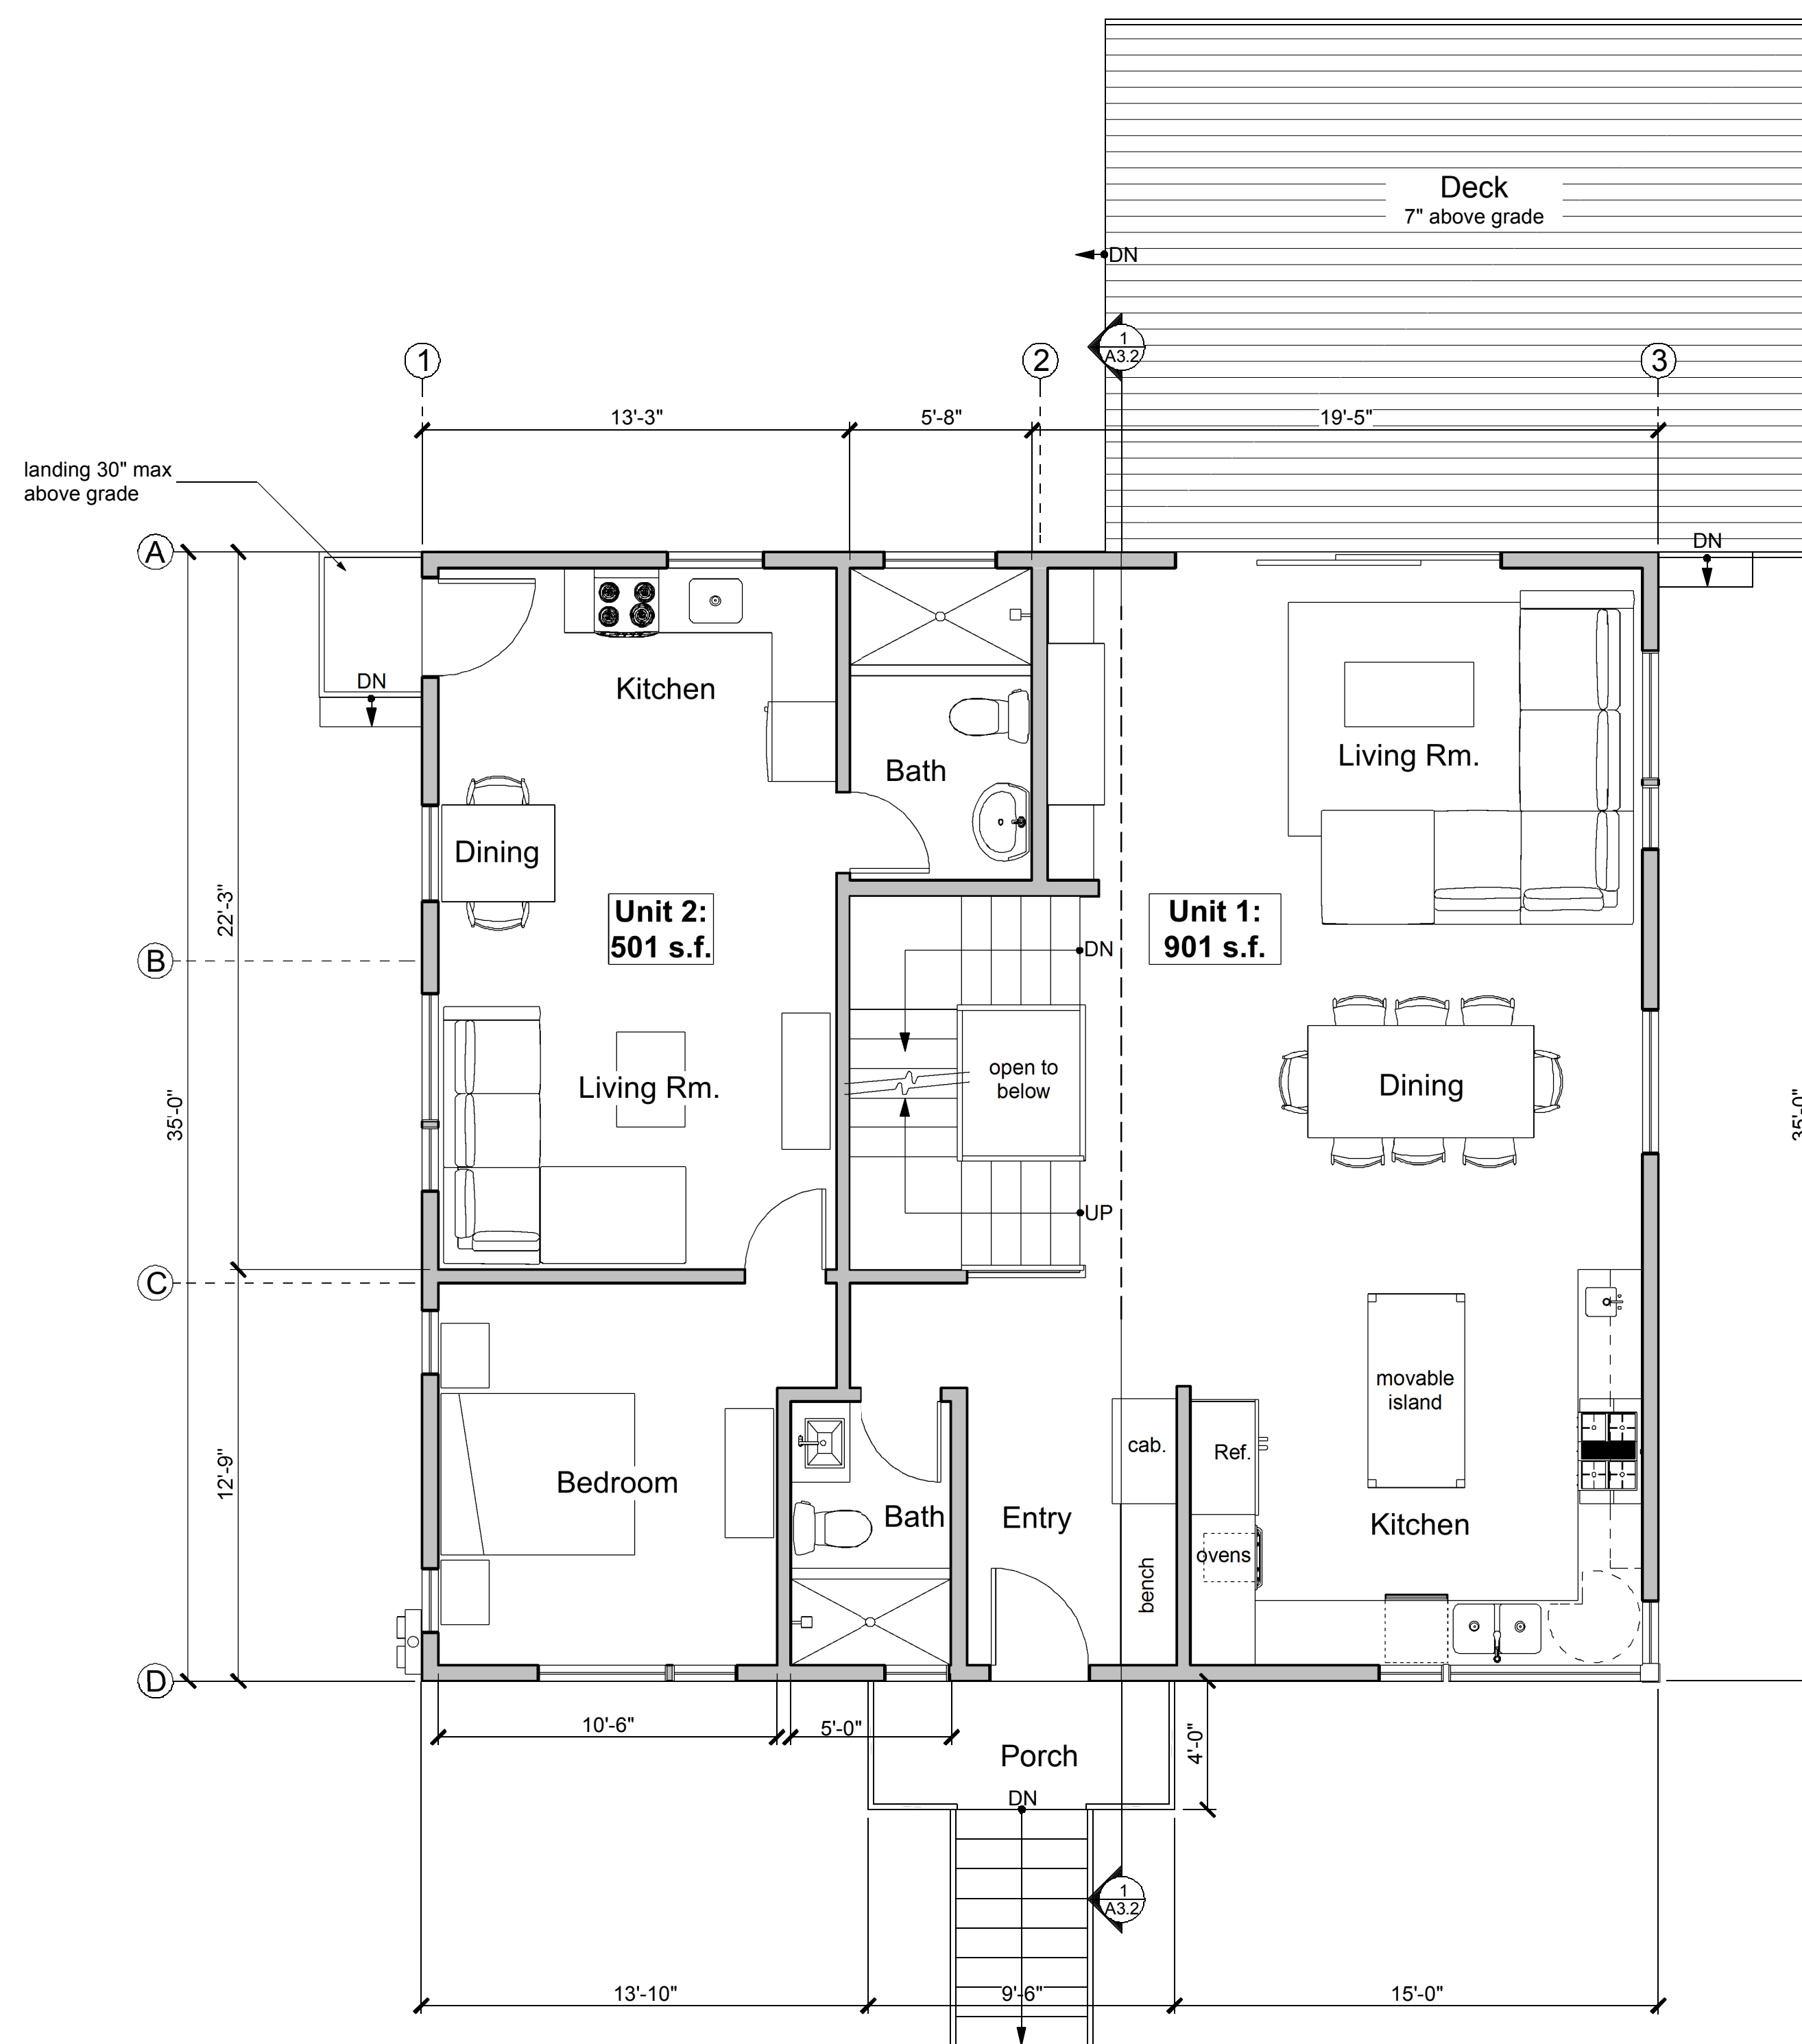 Deck
7" above grade
DN
1
A3.2
1
2
3
13'-3"
5'-8"
19'-5"
landing 30" max
above grade
A
DN
DN
Kitchen
Living Rm.
Bath
Dining
22'-3"
Unit 2:
501 s.f.
Unit 1:
901 s.f.
DN
B
open to
below
Living Rm.
Dining
35'-0"
35'-0"
UP
C
movable
island
cab.
Ref.
12'-9"
Bedroom
Bath
Entry
Kitchen
ovens
bench
D
10'-6"
5'-0"
4'-0"
Porch
DN
1
A3.2
13'-10"
9'-6"
15'-0"